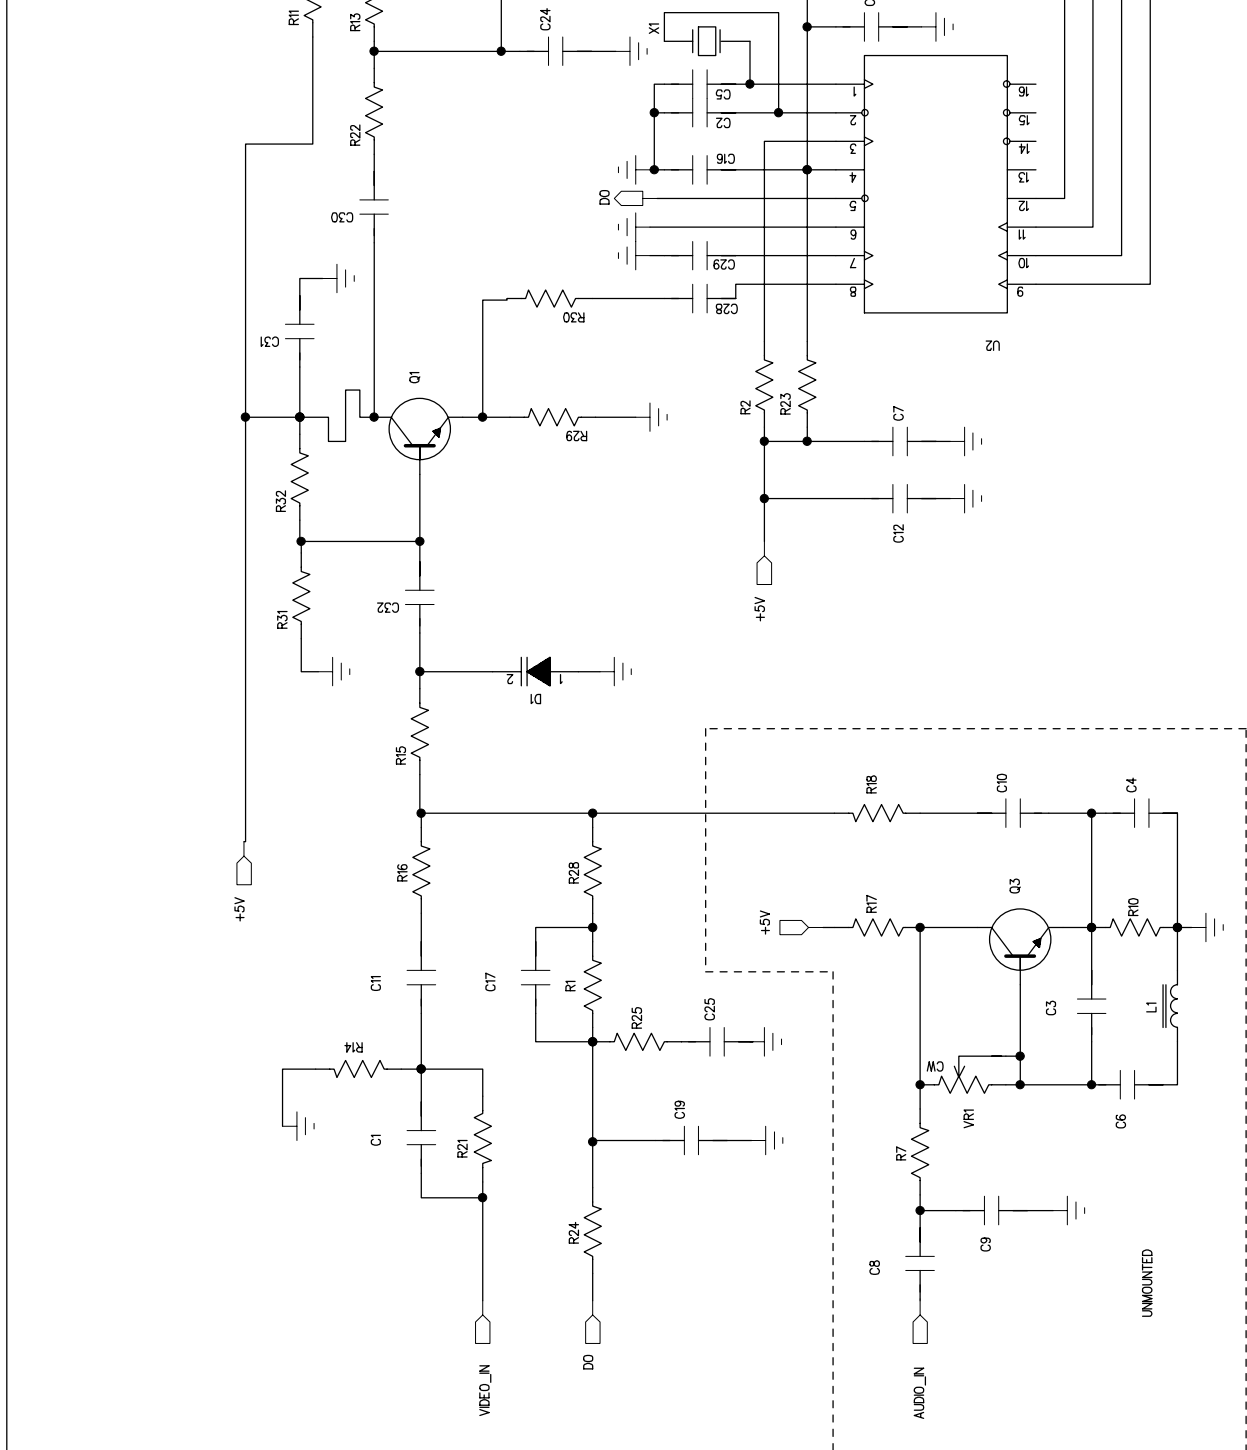 R11
R13
C24
X1
C
R22
C5
C2
C16
DO
C29
C28
C30
C31
R30
Q1
R29
1
2
3
4
5
6
7
8
16
15
14
13
12
11
10
9
U2
R2
R23
C7
C12
+5V
R32
R31
C32
2
1
D1
R15
+5V
R16
R28
R18
C10
C4
+5V
R17
Q3
R10
C11
C17
R1
R25
C25
C3
L1
R14
C1
R21
C19
CW
VR1
C6
R7
R24
C8
C9
UNMOUNTED
VIDEO_IN
DO
AUDIO_IN